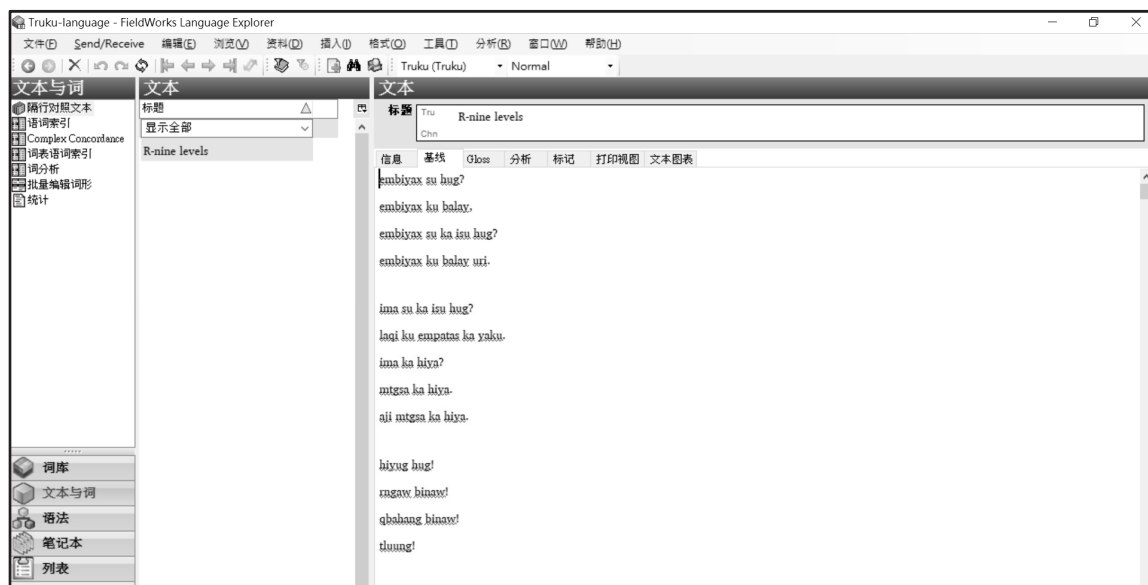 Truku-language - FieldWorks Language Explorer
文件(F) Send/Receive 编辑(E) 浏览(V) 资料(D) 插入(I) 格式(O) 工具(T) 分析(R) 窗口(W) 帮助(H)
Truku (Truku) Normal
文本与词
隔行对照文本
语词索引
Complex Concordance
词表语词索引
词分析
批量编辑词形
统计
词库
文本与词
语法
笔记本
列表
文本
标题
显示全部
R-nine levels
文本
标题 Tru R-nine levels
Chn
信息 基线 Gloss 分析 标记 打印视图 文本图表
embiyax su hug?
embiyax ku balay,
embiyax su ka isu hug?
embiyax ku balay uri.
ima su ka isu hug?
laqi ku empatas ka yaku.
ima ka hiya?
mtgsa ka hiya.
aji mtgsa ka hiya.
hiyug hug!
rngaw binaw!
qbahang binaw!
tluung!